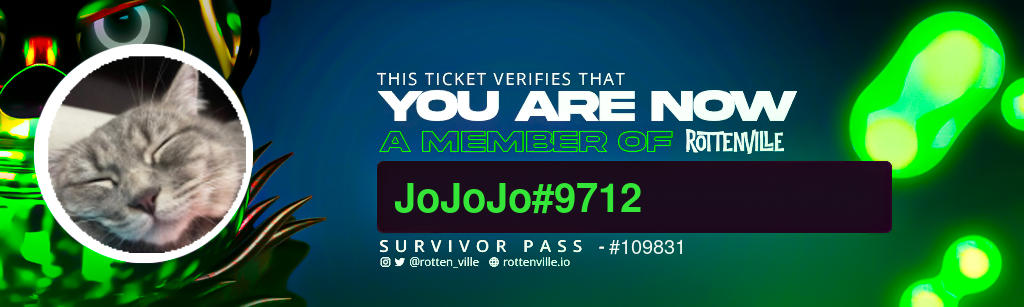 THIS TICKET VERIFIES THAT
YOU ARE NOW
A MEMBER OF ROTTENVILLE
JoJoJo#9712
SURVIVOR PASS - #109831
@rotten_ville rottenville.io